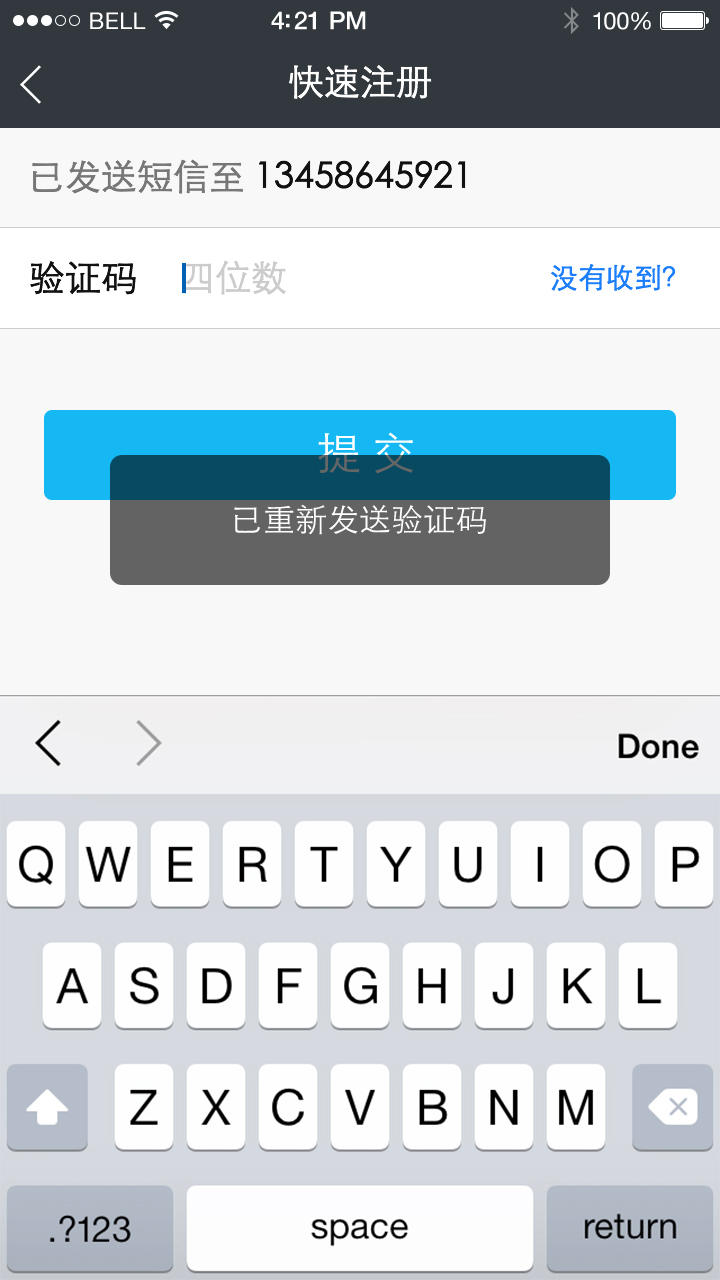 BELL 4:21 PM 100%
快速注册
已发送短信至 13458645921
验证码 四位数 没有收到?
提 交
已重新发送验证码
Done
Q W E R T Y U I O P
A S D F G H J K L
Z X C V B N M
.?123 space return